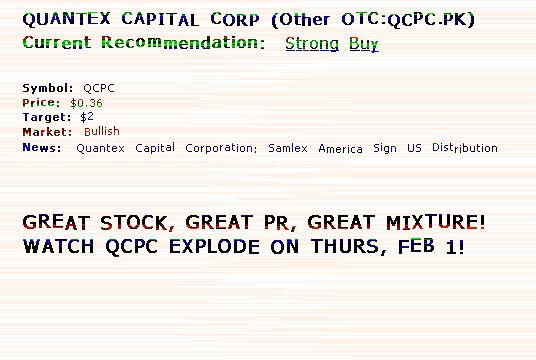 QUANTEX CAPITAL CORP (Other OTC:QCPC.PK)
Current Recommendation: Strong Buy
Symbol: QCPC
Price: $0.36
Target: $2
Market: Bullish
News: Quantex Capital Corporation: Samlex America Sign US Distribution
GREAT STOCK, GREAT PR, GREAT MIXTURE!
WATCH QCPC EXPLODE ON THURS, FEB 1!